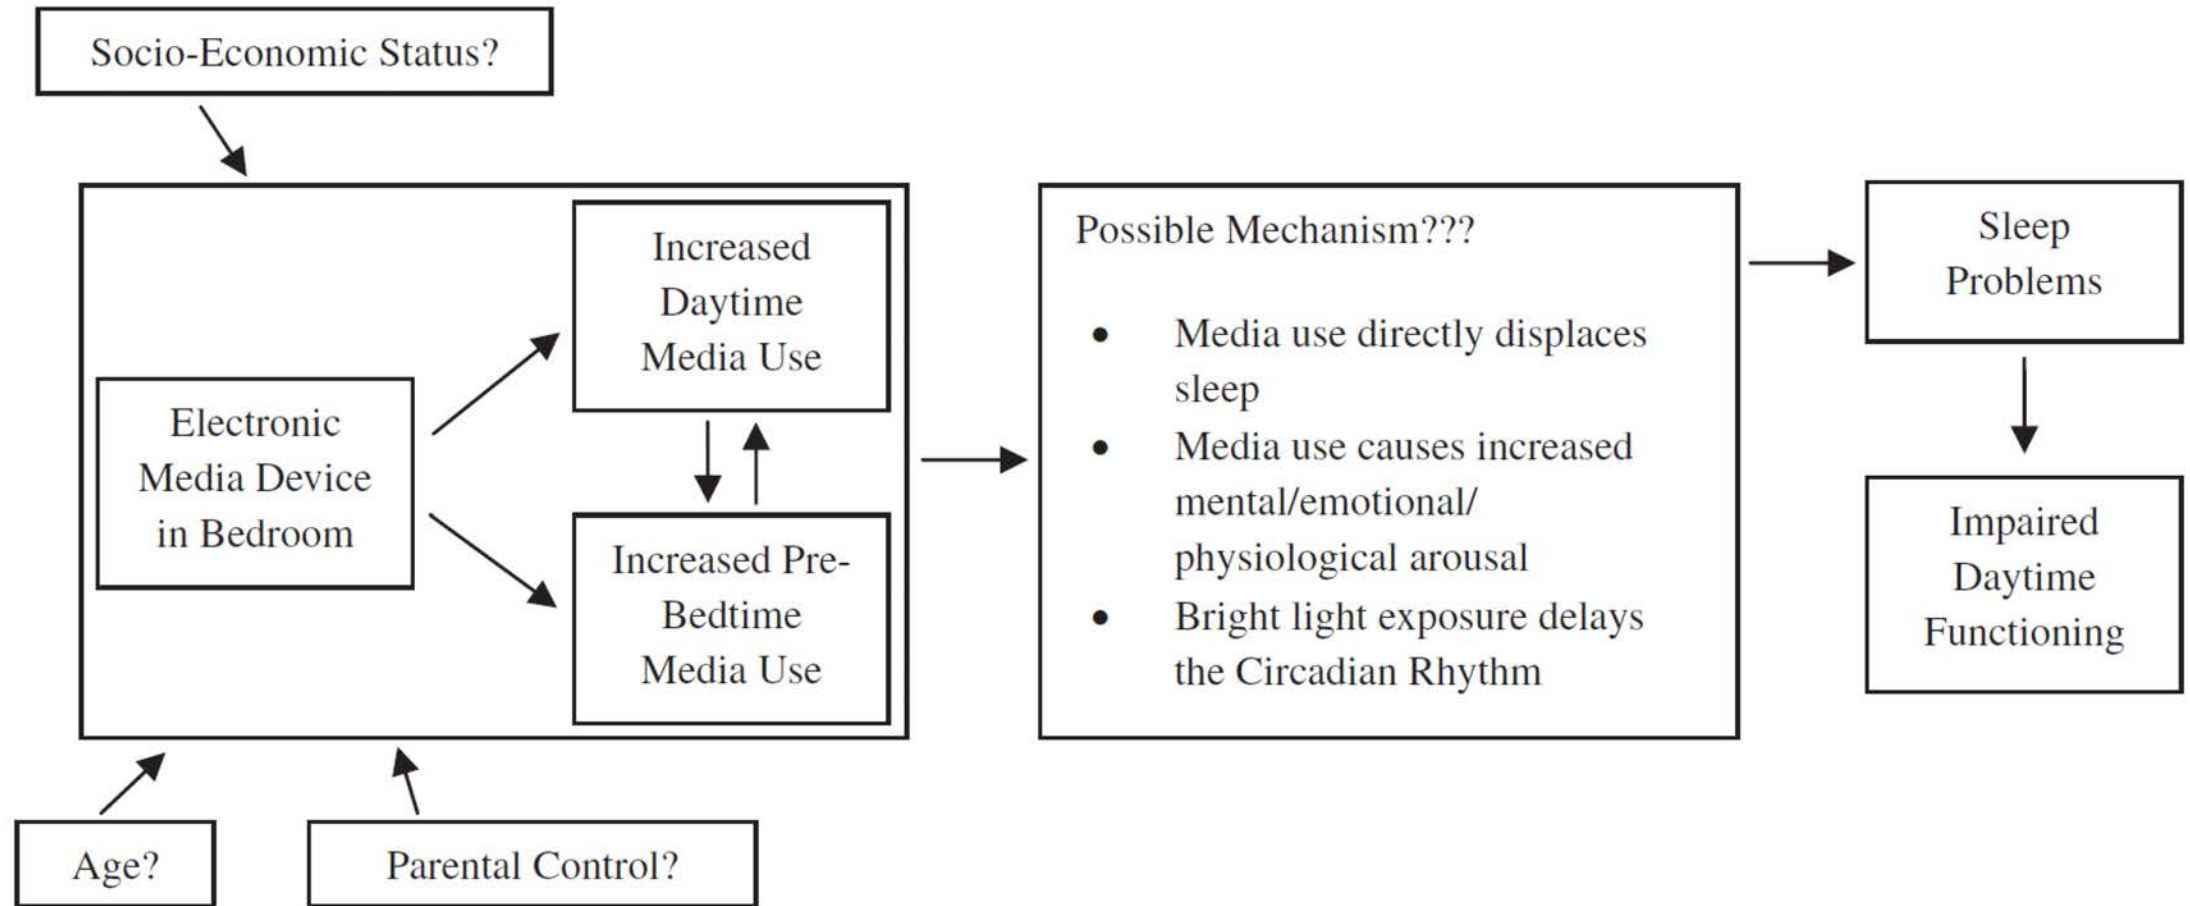 Socio-Economic Status?
Increased
Daytime
Media Use
Electronic
Media Device
in Bedroom
Increased Pre-
Bedtime
Media Use
Age?
Parental Control?
Possible Mechanism???
• Media use directly displaces
sleep
• Media use causes increased
mental/emotional/
physiological arousal
• Bright light exposure delays
the Circadian Rhythm
Sleep
Problems
Impaired
Daytime
Functioning